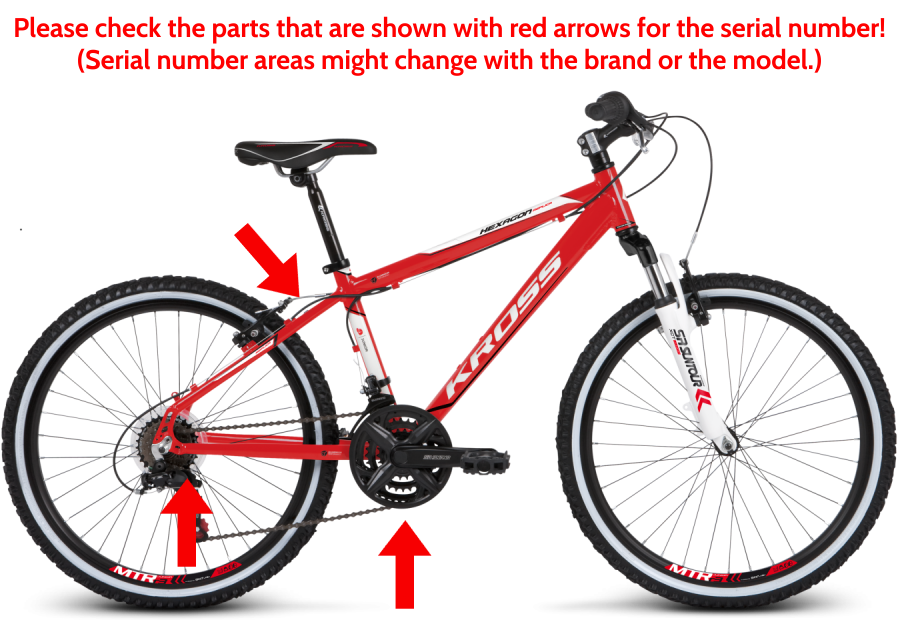 Please check the parts that are shown with red arrows for the serial number!
(Serial number areas might change with the brand or the model.)
HEXAGON
KROSS
SR SUNTOUR
MTR
MTR